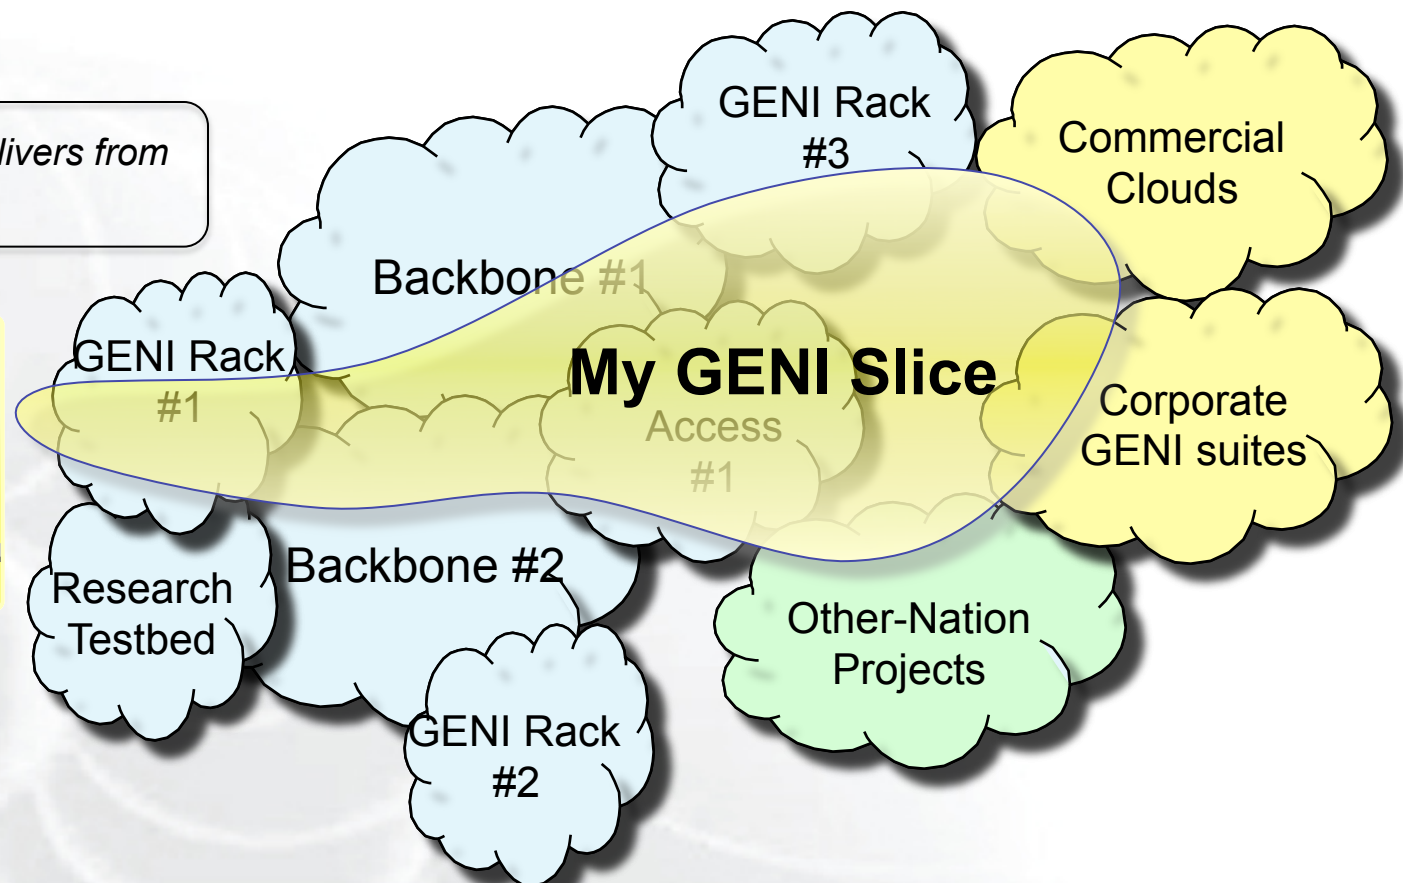 livers from
GENI Rack
#3
Commercial
Clouds
Backbone #1
GENI Rack
#1
My GENI Slice
Access
#1
Corporate
GENI suites
Backbone #2
Research
Testbed
Other-Nation
Projects
GENI Rack
#2